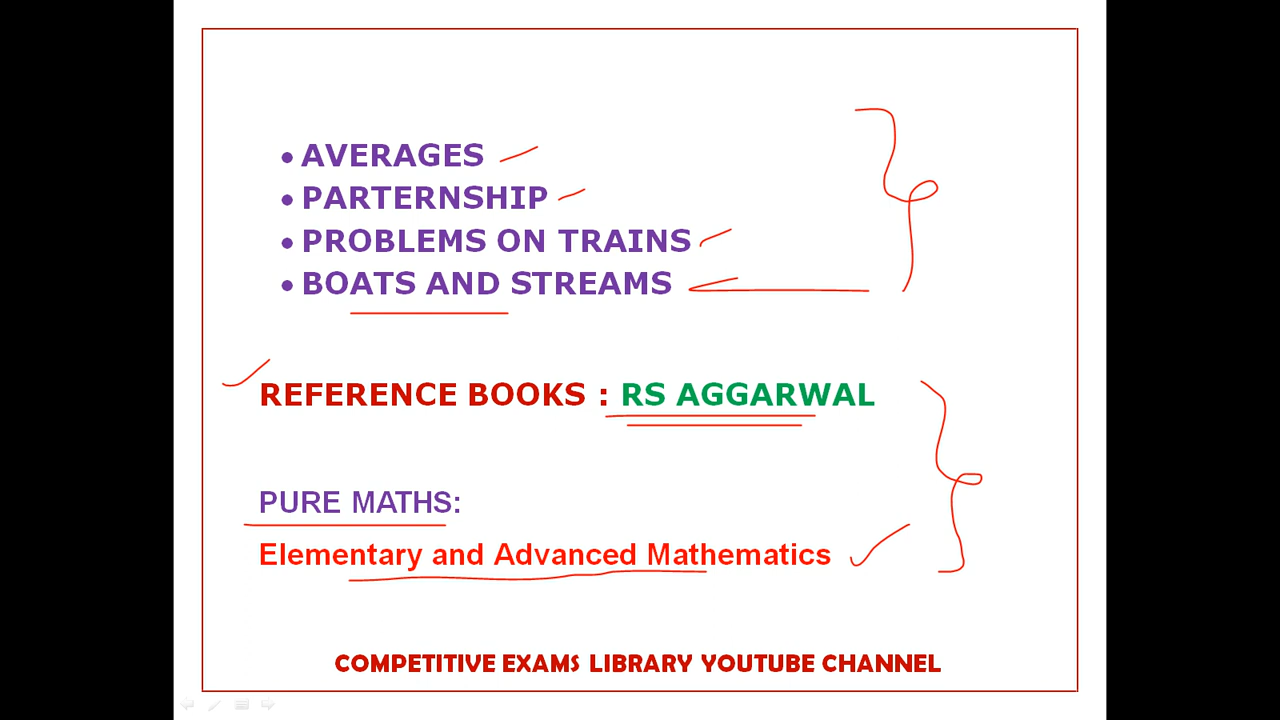 • AVERAGES
• PARTERNSHIP
• PROBLEMS ON TRAINS
• BOATS AND STREAMS
REFERENCE BOOKS : RS AGGARWAL
PURE MATHS:
Elementary and Advanced Mathematics
COMPETITIVE EXAMS LIBRARY YOUTUBE CHANNEL